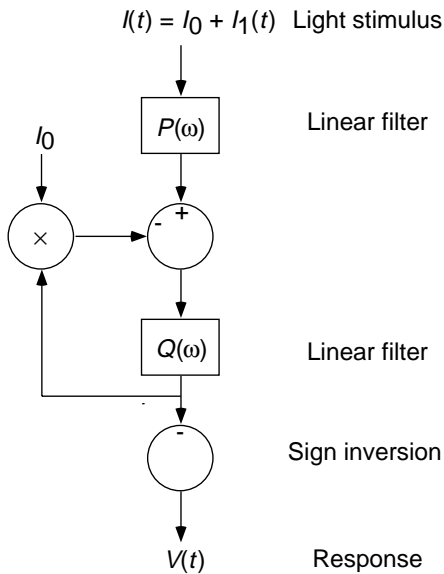 I(t) = I0 + I1(t) Light stimulus
P(ω) Linear filter
I0
+
-
×
Q(ω) Linear filter
-
Sign inversion
V(t) Response